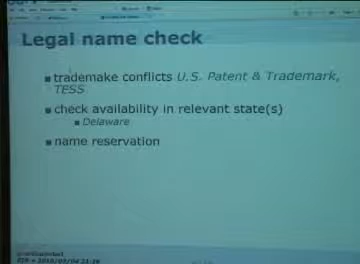 Legal name check
trademake conflicts U.S. Patent & Trademark,
TESS
check availability in relevant state(s)
Delaware
name reservation